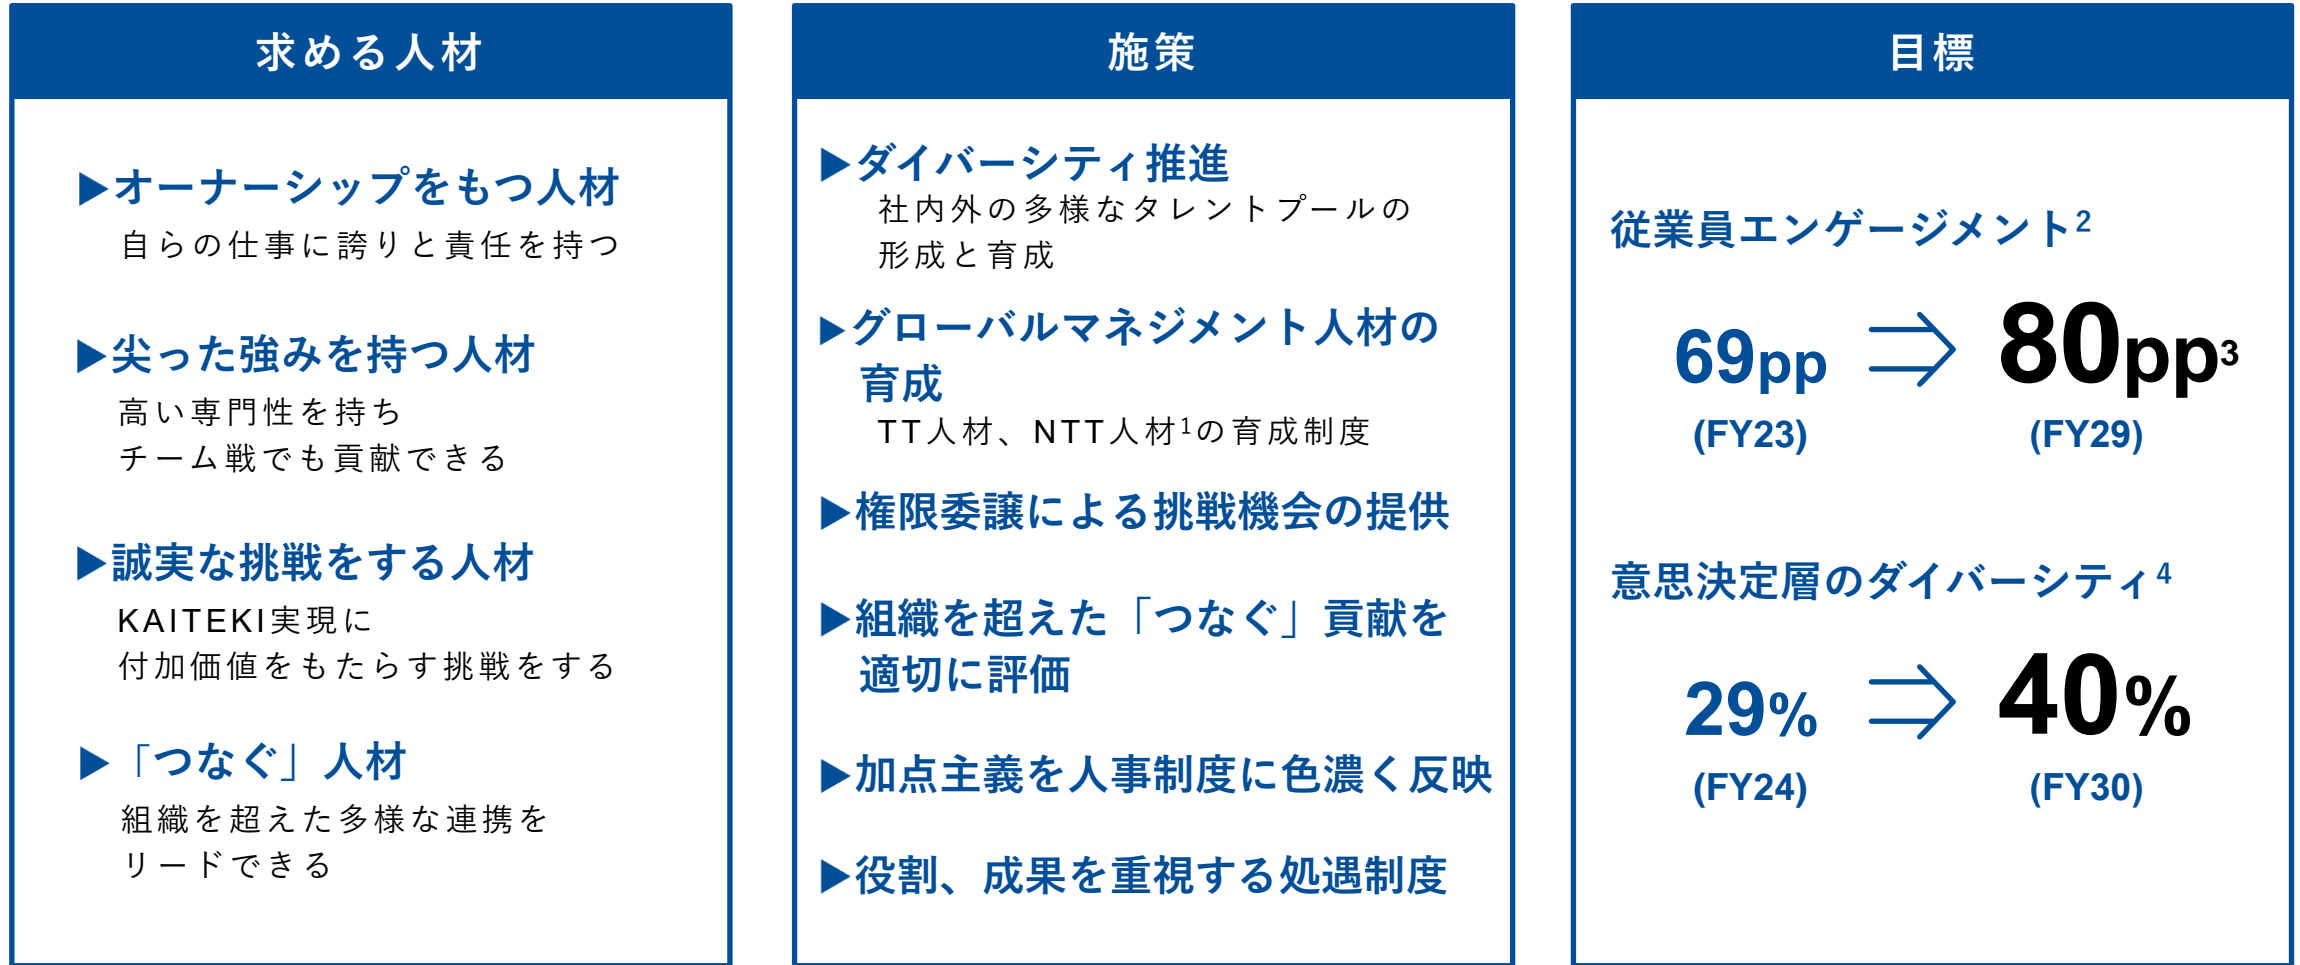 求める人材
▶オーナーシップをもつ人材
自らの仕事に誇りと責任を持つ
▶尖った強みを持つ人材
高い専門性を持ち
チーム戦でも貢献できる
▶誠実な挑戦をする人材
KAITEKI実現に
付加価値をもたらす挑戦をする
▶「つなぐ」人材
組織を超えた多様な連携を
リードできる
施策
▶ダイバーシティ推進
社内外の多様なタレントプールの
形成と育成
▶グローバルマネジメント人材の
育成
TT人材、NTT人材¹の育成制度
▶権限委譲による挑戦機会の提供
▶組織を超えた「つなぐ」貢献を
適切に評価
▶加点主義を人事制度に色濃く反映
▶役割、成果を重視する処遇制度
目標
従業員エンゲージメント²
69pp ⇒ 80pp³
(FY23) (FY29)
意思決定層のダイバーシティ⁴
29% ⇒ 40%
(FY24) (FY30)